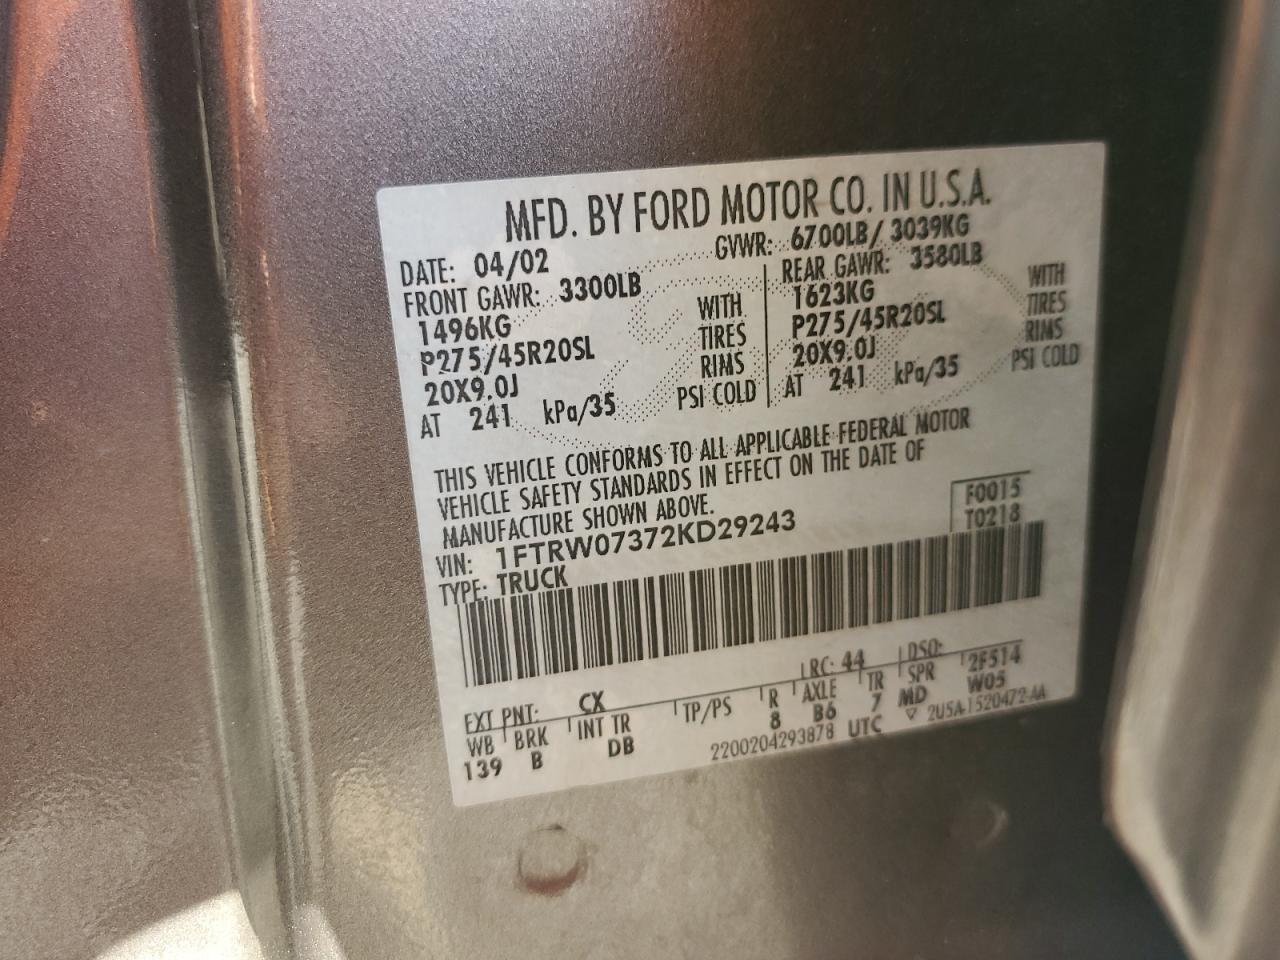 MFD. BY FORD MOTOR CO. IN U.S.A.
DATE: 04/02 GVWR: 6700LB/ 3039KG
FRONT GAWR: 3300LB REAR GAWR: 3580LB
1496KG WITH 1623KG WITH
P275/45R20SL TIRES P275/45R20SL TIRES
20X9.0J RIMS 20X9.0J RIMS
AT 241 kPa/35 PSI COLD AT 241 kPa/35 PSI COLD
THIS VEHICLE CONFORMS TO ALL APPLICABLE FEDERAL MOTOR
VEHICLE SAFETY STANDARDS IN EFFECT ON THE DATE OF
MANUFACTURE SHOWN ABOVE.
F0015
VIN: 1FTRW07372KD29243 T0218
TYPE: TRUCK
EXT PNT: CX RC: 44 DSO: 2F514
WB BRK INT TR TP/PS R AXLE TR SPR W05
139 B DB 8 B6 7 MD
2200204293878 UTC ▽ 2U5A-1520472-AA